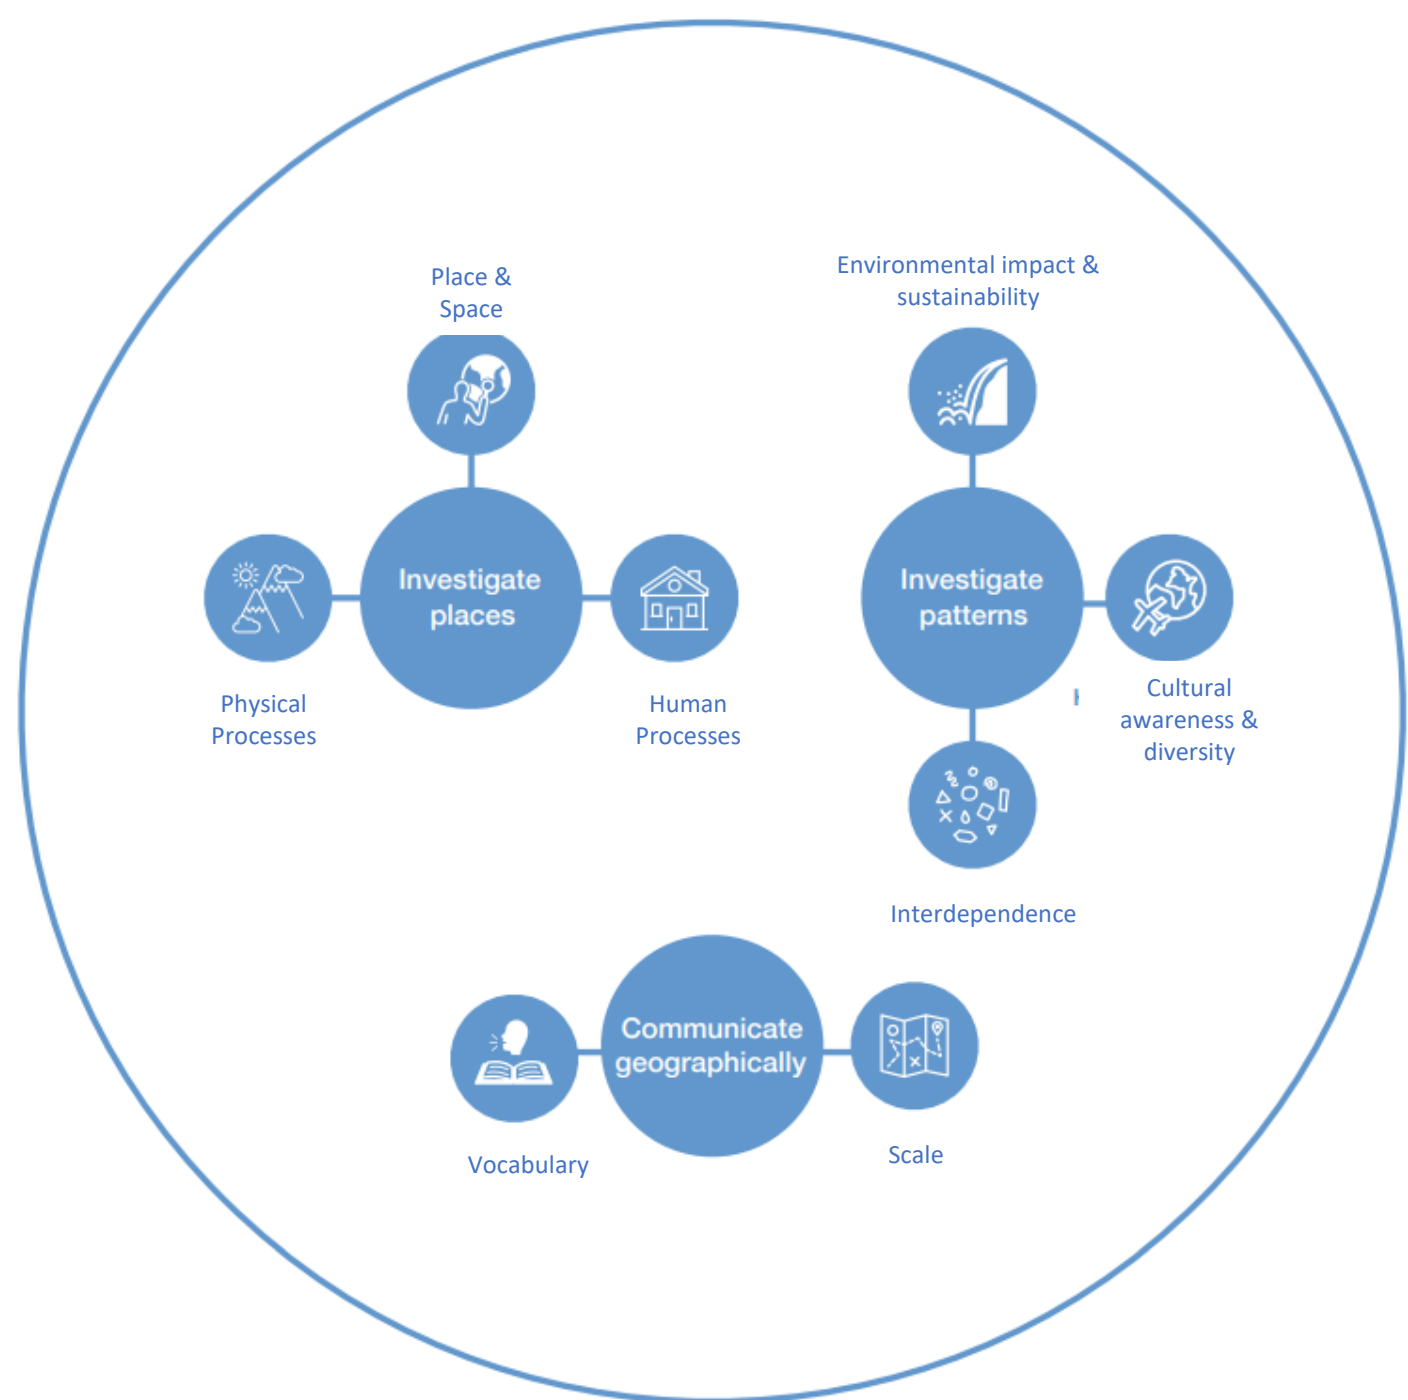 Place &
Space
Investigate
places
Physical
Processes
Human
Processes
Environmental impact &
sustainability
Investigate
patterns
Cultural
awareness &
diversity
Interdependence
Communicate
geographically
Vocabulary
Scale